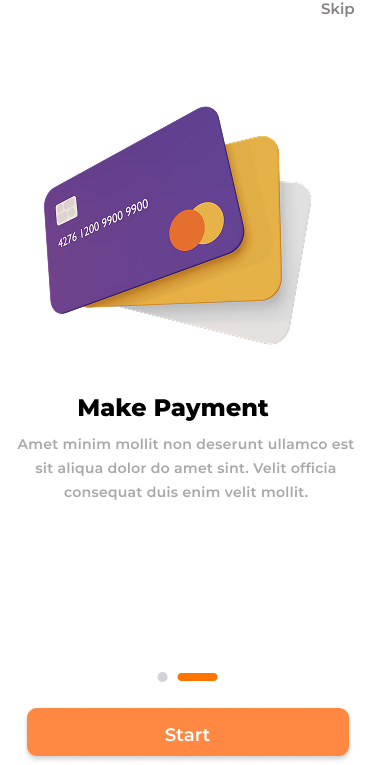 Skip
4276 1200 9900 9900
Make Payment
Amet minim mollit non deserunt ullamco est
sit aliqua dolor do amet sint. Velit officia
consequat duis enim velit mollit.
Start